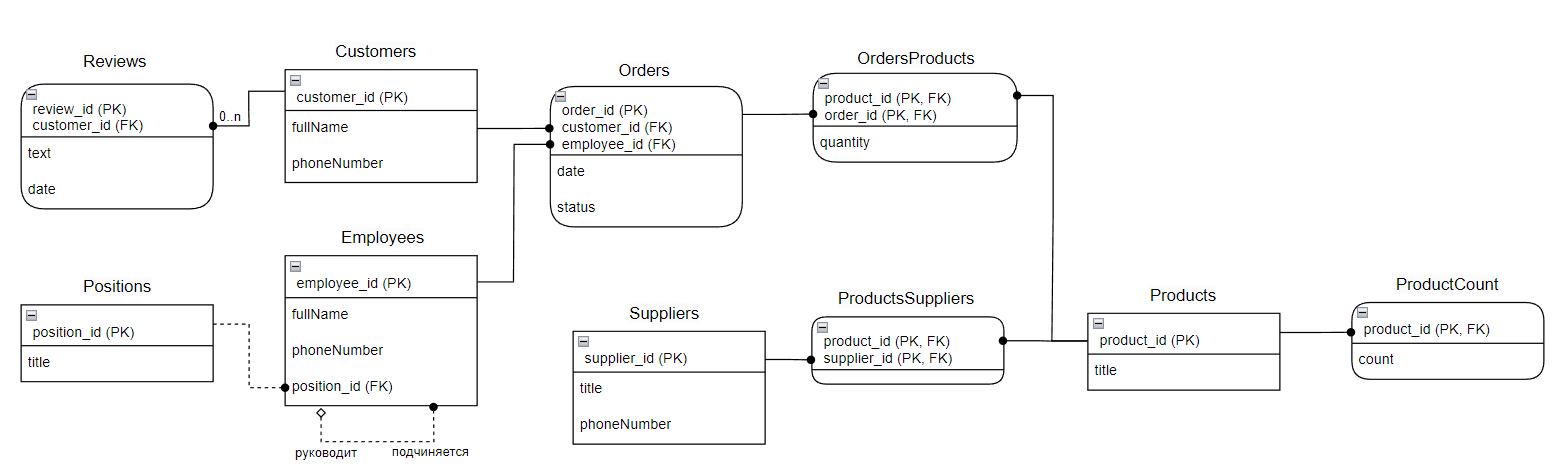 Reviews
review_id (PK)
customer_id (FK)
text
date
0..n
Customers
customer_id (PK)
fullName
phoneNumber
Orders
order_id (PK)
customer_id (FK)
employee_id (FK)
date
status
OrdersProducts
product_id (PK, FK)
order_id (PK, FK)
quantity
Positions
position_id (PK)
title
Employees
employee_id (PK)
fullName
phoneNumber
position_id (FK)
руководит
подчиняется
Suppliers
supplier_id (PK)
title
phoneNumber
ProductsSuppliers
product_id (PK, FK)
supplier_id (PK, FK)
Products
product_id (PK)
title
ProductCount
product_id (PK, FK)
count